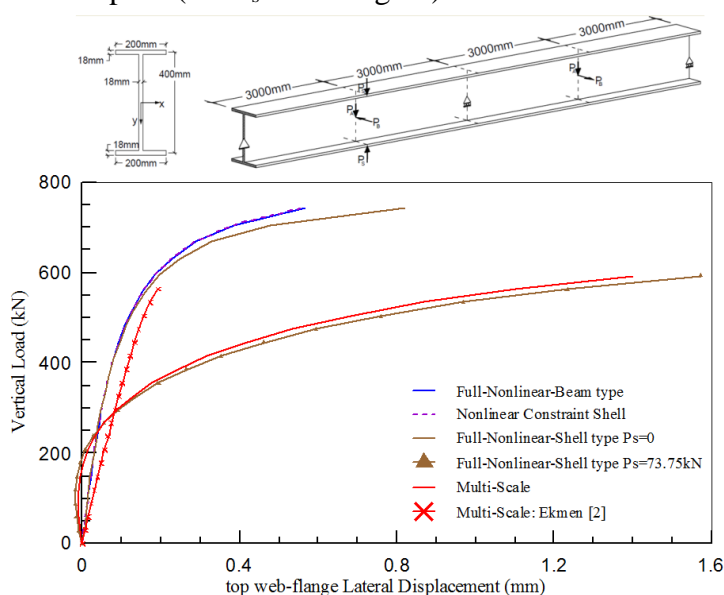 200mm
18mm
18mm
400mm
x
y
18mm
200mm
3000mm
3000mm
3000mm
3000mm
800
600
400
200
0
Vertical Load (kN)
Full-Nonlinear-Beam type
Nonlinear Constraint Shell
Full-Nonlinear-Shell type Ps=0
Full-Nonlinear-Shell type Ps=73.75kN
Multi-Scale
Multi-Scale: Ekmen [2]
0
0.4
0.8
1.2
1.6
top web-flange Lateral Displacement (mm)